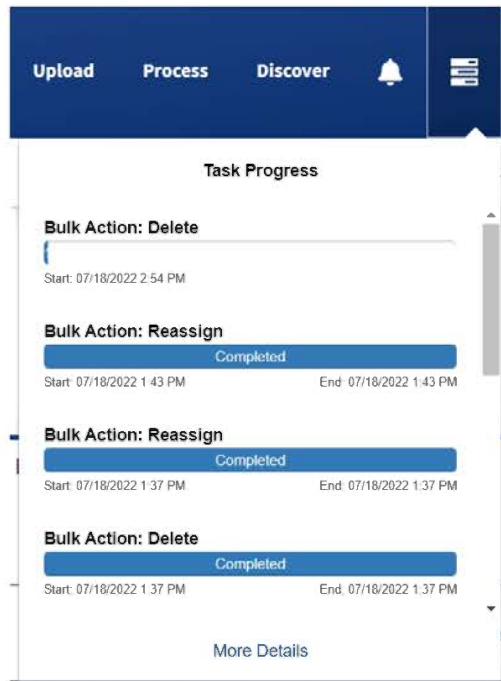 Upload Process Discover
Task Progress
Bulk Action: Delete
Start: 07/18/2022 2:54 PM
Bulk Action: Reassign
Completed
Start: 07/18/2022 1:43 PM End: 07/18/2022 1:43 PM
Bulk Action: Reassign
Completed
Start: 07/18/2022 1:37 PM End: 07/18/2022 1:37 PM
Bulk Action: Delete
Completed
Start: 07/18/2022 1:37 PM End: 07/18/2022 1:37 PM
More Details